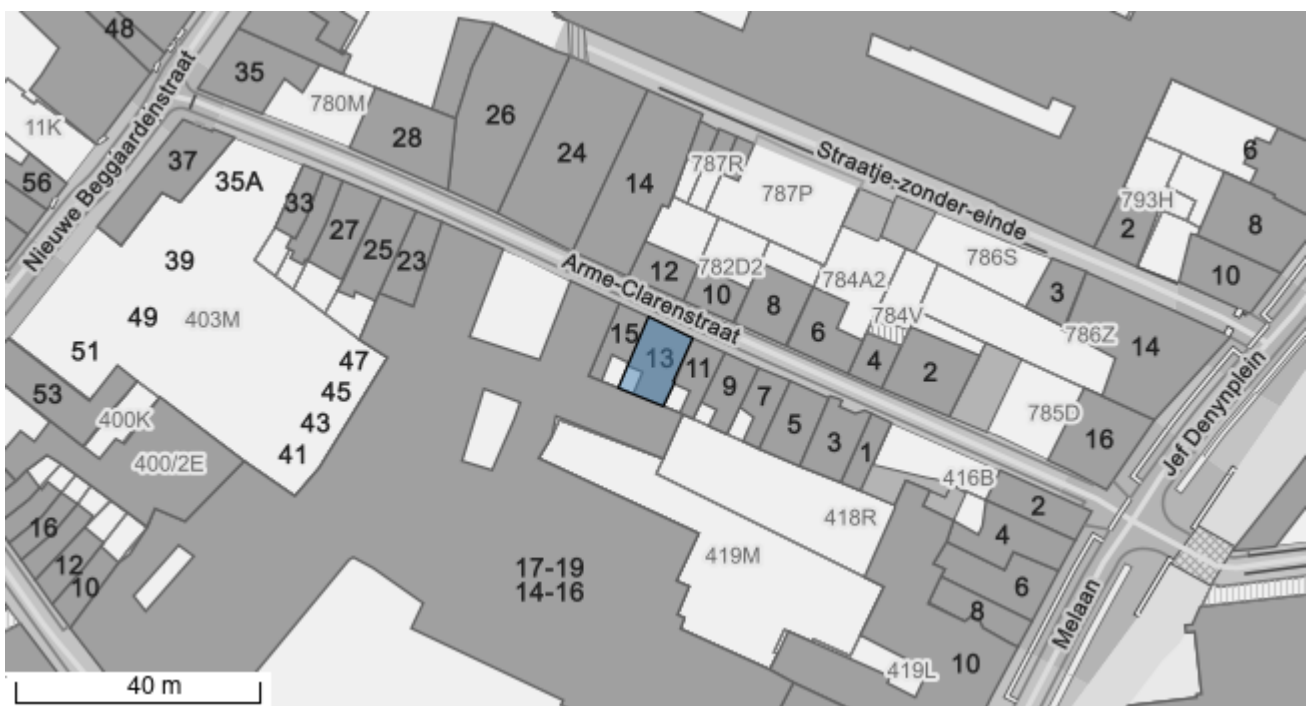 48
35
780M
28
26
24
14
787R
787P
Straatje-zonder-einde
6
793H
2
8
10
11K
56
37
35A
33
27
25
23
Nieuwe Beggaardenstraat
39
49
403M
51
47
45
43
41
53
400K
400/2E
Arme-Clarenstraat
12
782D2
10
8
784A2
6
784V
4
2
786S
3
786Z
14
785D
16
Jef Denynplein
15
13
11
9
7
5
3
1
416B
418R
419M
2
4
6
8
10
419L
Melaan
16
12
10
17-19
14-16
40 m